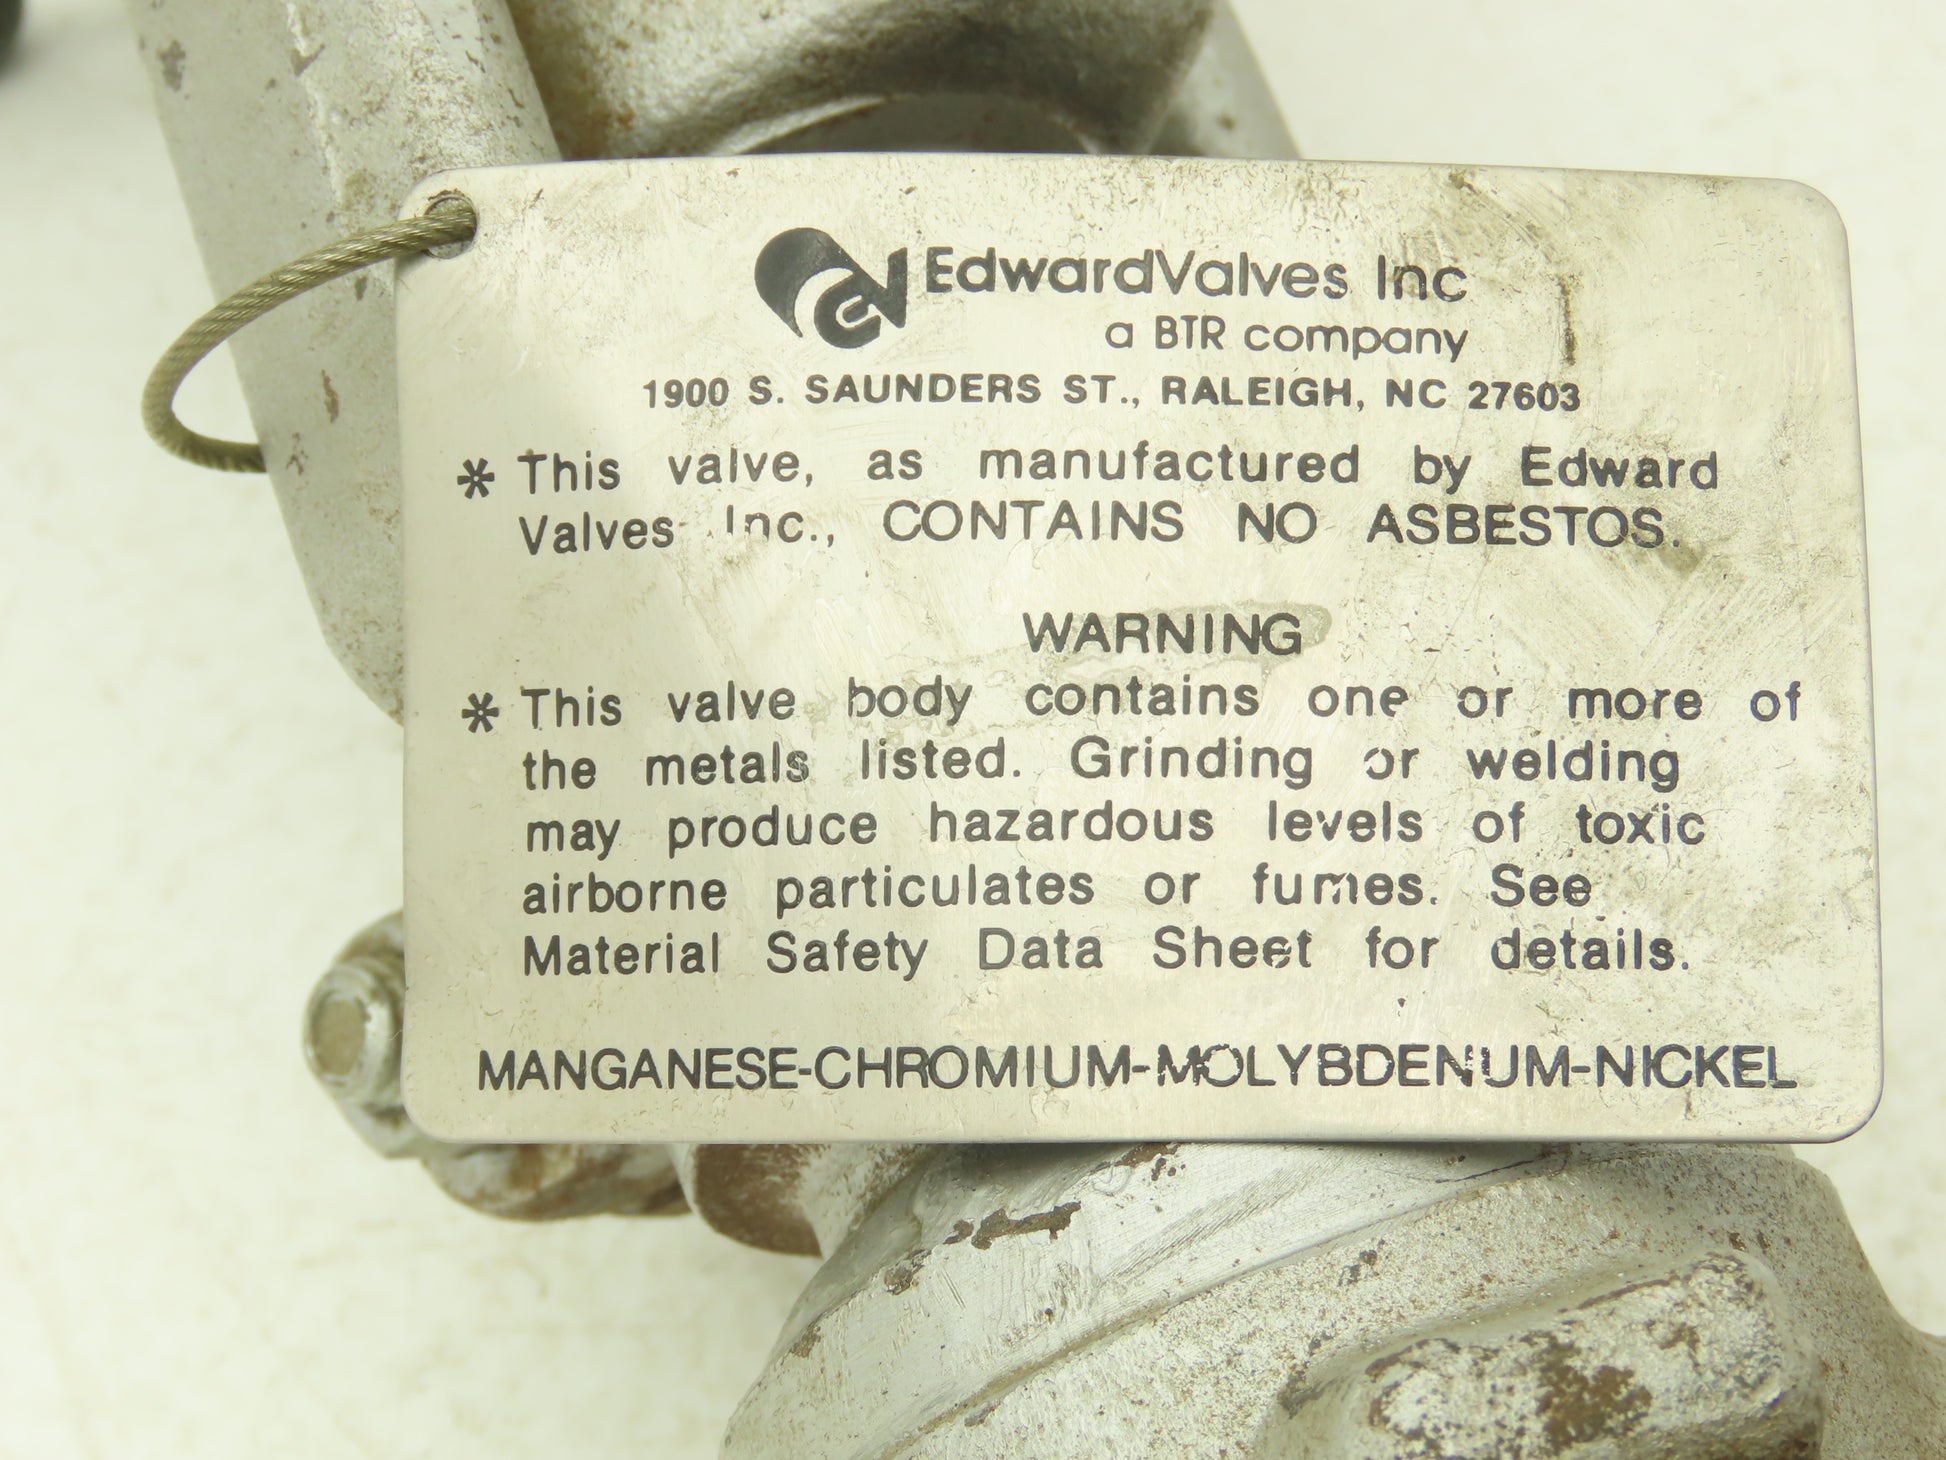 EdwardValves Inc
a BTR company
1900 S. SAUNDERS ST., RALEIGH, NC 27603
* This valve, as manufactured by Edward
Valves Inc., CONTAINS NO ASBESTOS.
WARNING
* This valve body contains one or more of
the metals listed. Grinding or welding
may produce hazardous levels of toxic
airborne particulates or fumes. See
Material Safety Data Sheet for details.
MANGANESE-CHROMIUM-MOLYBDENUM-NICKEL